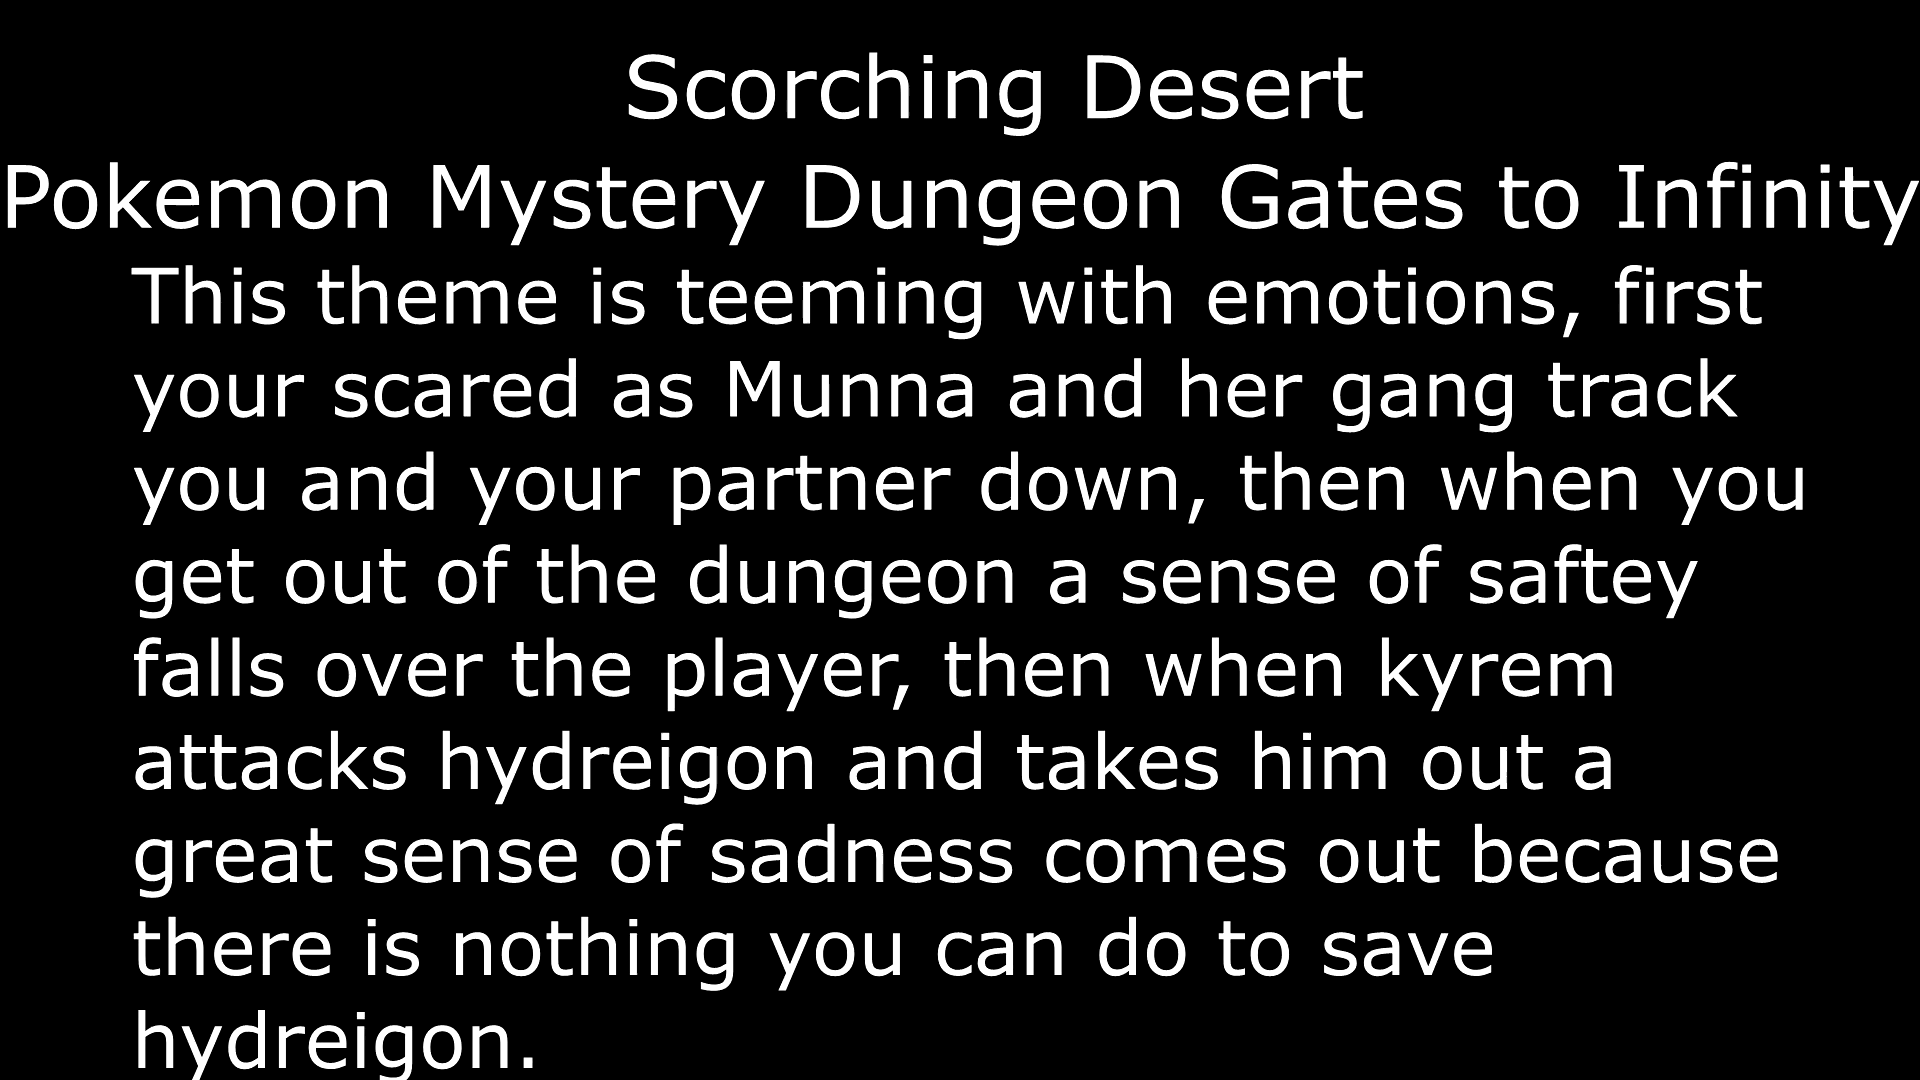 Scorching Desert
Pokemon Mystery Dungeon Gates to Infinity
This theme is teeming with emotions, first
your scared as Munna and her gang track
you and your partner down, then when you
get out of the dungeon a sense of saftey
falls over the player, then when kyrem
attacks hydreigon and takes him out a
great sense of sadness comes out because
there is nothing you can do to save
hydreigon.